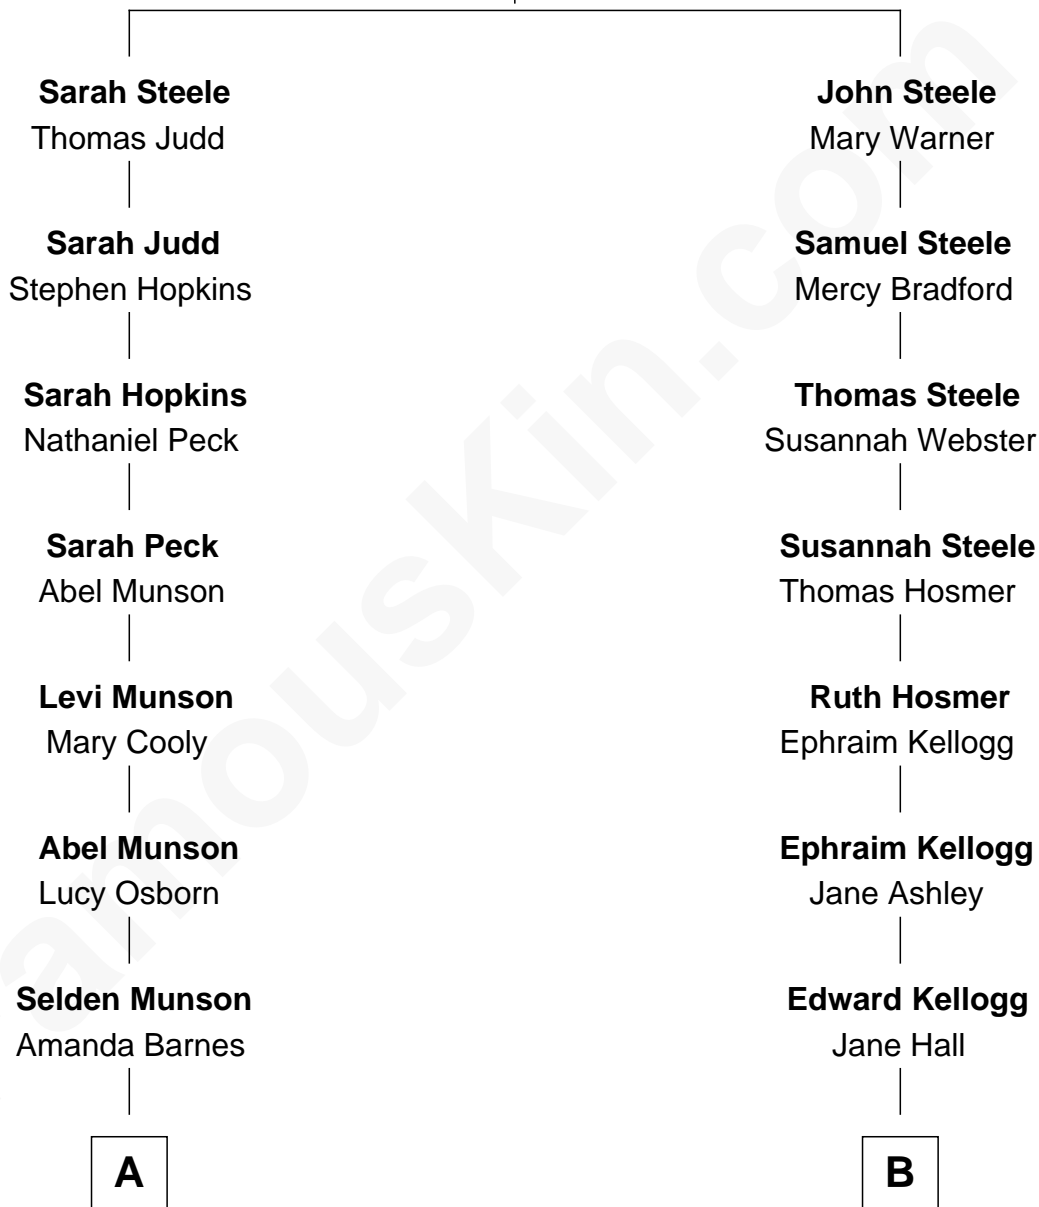 Sarah Steele
Thomas Judd
Sarah Judd
Stephen Hopkins
Sarah Hopkins
Nathaniel Peck
Sarah Peck
Abel Munson
Levi Munson
Mary Cooly
Abel Munson
Lucy Osborn
Selden Munson
Amanda Barnes
A
John Steele
Mary Warner
Samuel Steele
Mercy Bradford
Thomas Steele
Susannah Webster
Susannah Steele
Thomas Hosmer
Ruth Hosmer
Ephraim Kellogg
Ephraim Kellogg
Jane Ashley
Edward Kellogg
Jane Hall
B
amousKin.com